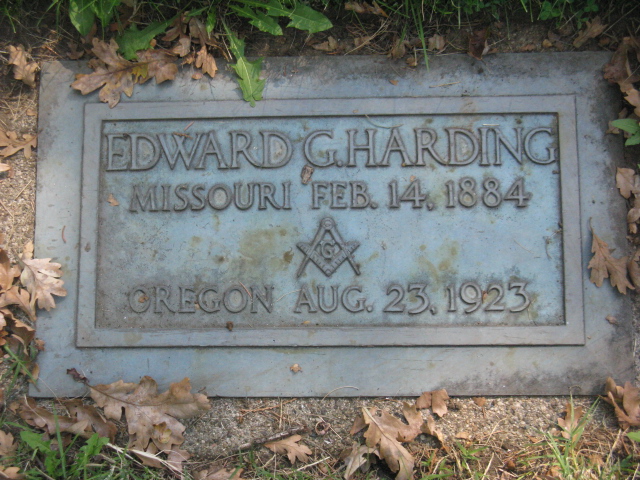 EDWARD G. HARDING
MISSOURI FEB. 14, 1884
G
OREGON AUG. 23, 1923